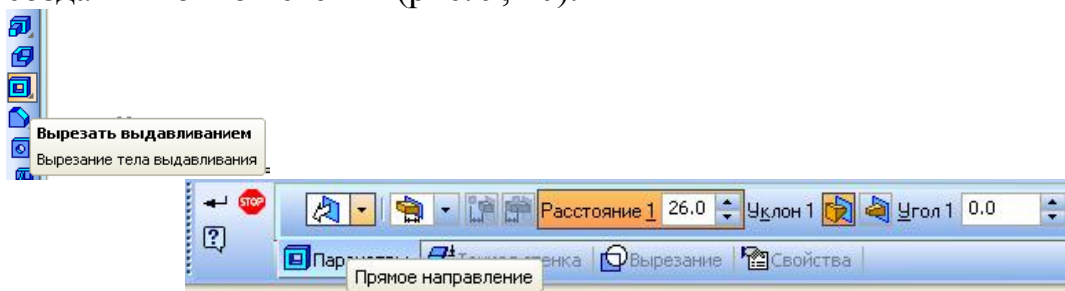 Вырезать выдавливанием
Вырезание тела выдавливания
STOP Расстояние 1 26.0 Уклон 1 Угол 1 0.0
Вырезание Свойства
Прямое направление